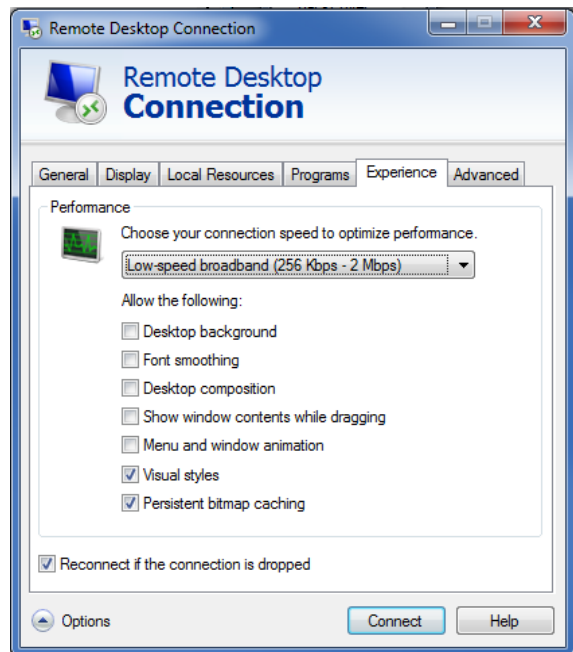 Remote Desktop Connection
Remote Desktop
Connection
General Display Local Resources Programs Experience Advanced
Performance
Choose your connection speed to optimize performance.
Low-speed broadband (256 Kbps - 2 Mbps)
Allow the following:
Desktop background
Font smoothing
Desktop composition
Show window contents while dragging
Menu and window animation
Visual styles
Persistent bitmap caching
Reconnect if the connection is dropped
Options Connect Help